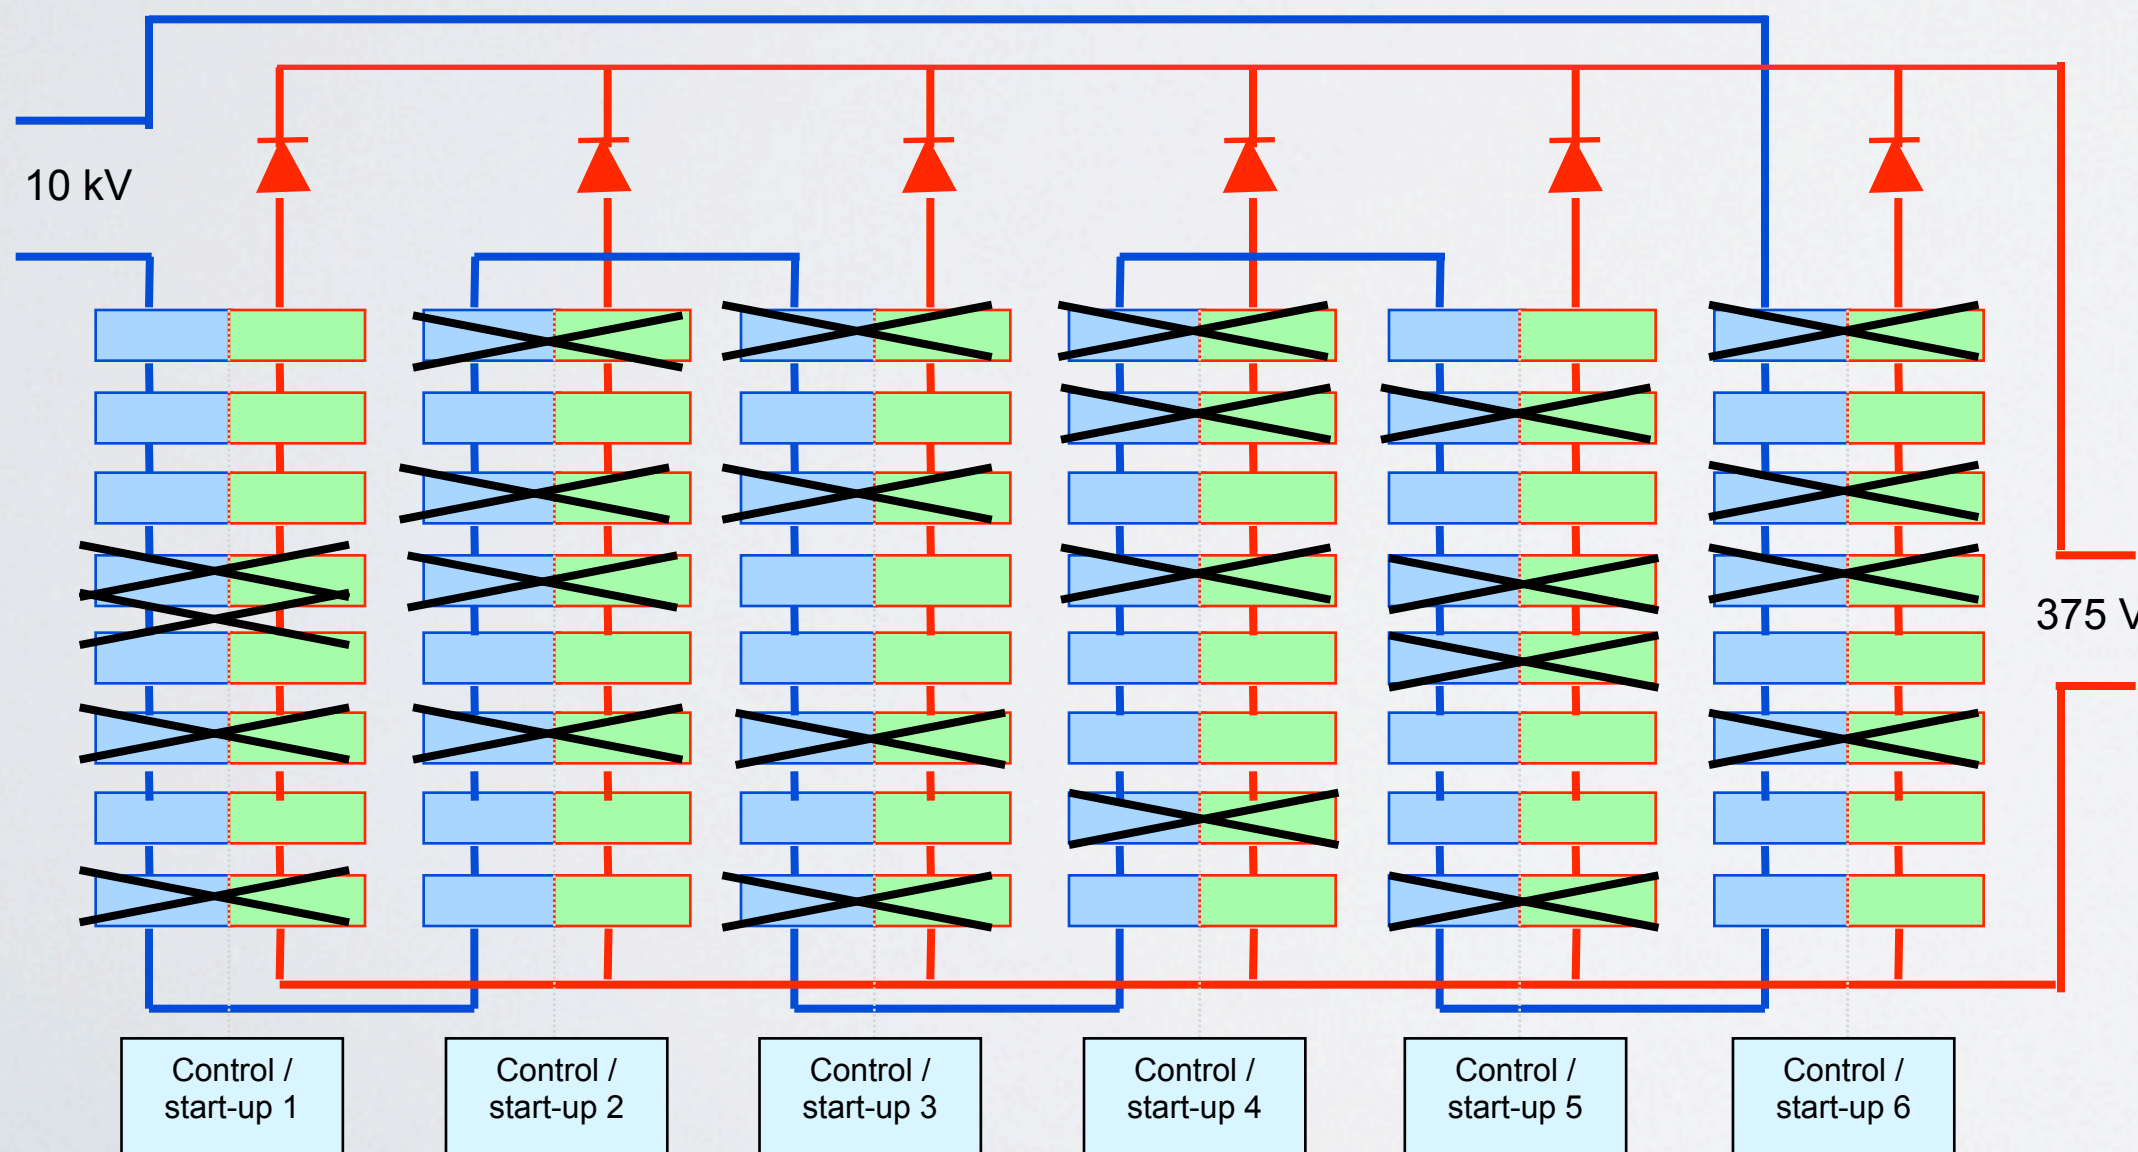 10 kV
375 V
Control /
start-up 1
Control /
start-up 2
Control /
start-up 3
Control /
start-up 4
Control /
start-up 5
Control /
start-up 6